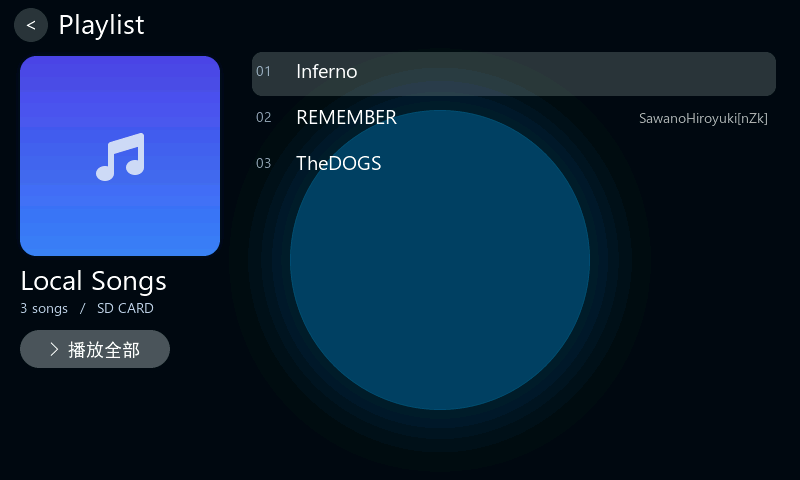 < Playlist
Local Songs
3 songs / SD CARD
> 播放全部
01 Inferno
02 REMEMBER SawanoHiroyuki[nZk]
03 TheDOGS